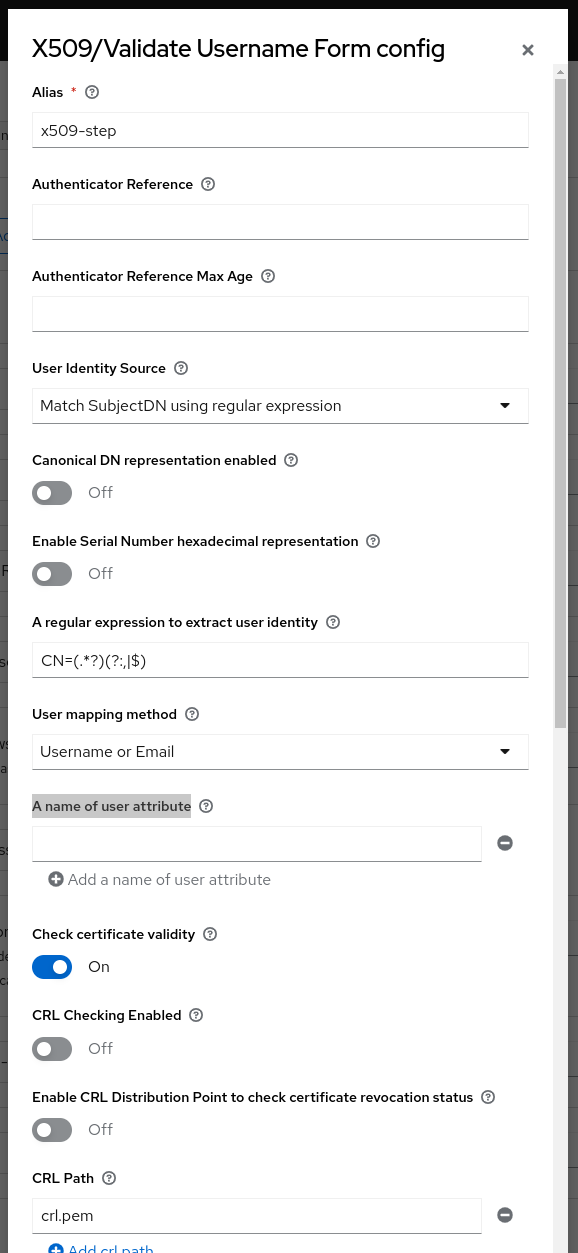 X509/Validate Username Form config
Alias *
x509-step
Authenticator Reference
Authenticator Reference Max Age
User Identity Source
Match SubjectDN using regular expression
Canonical DN representation enabled
Off
Enable Serial Number hexadecimal representation
Off
A regular expression to extract user identity
CN=(.*?)(?:,|$)
User mapping method
Username or Email
A name of user attribute
Add a name of user attribute
Check certificate validity
On
CRL Checking Enabled
Off
Enable CRL Distribution Point to check certificate revocation status
Off
CRL Path
crl.pem
Add crl path